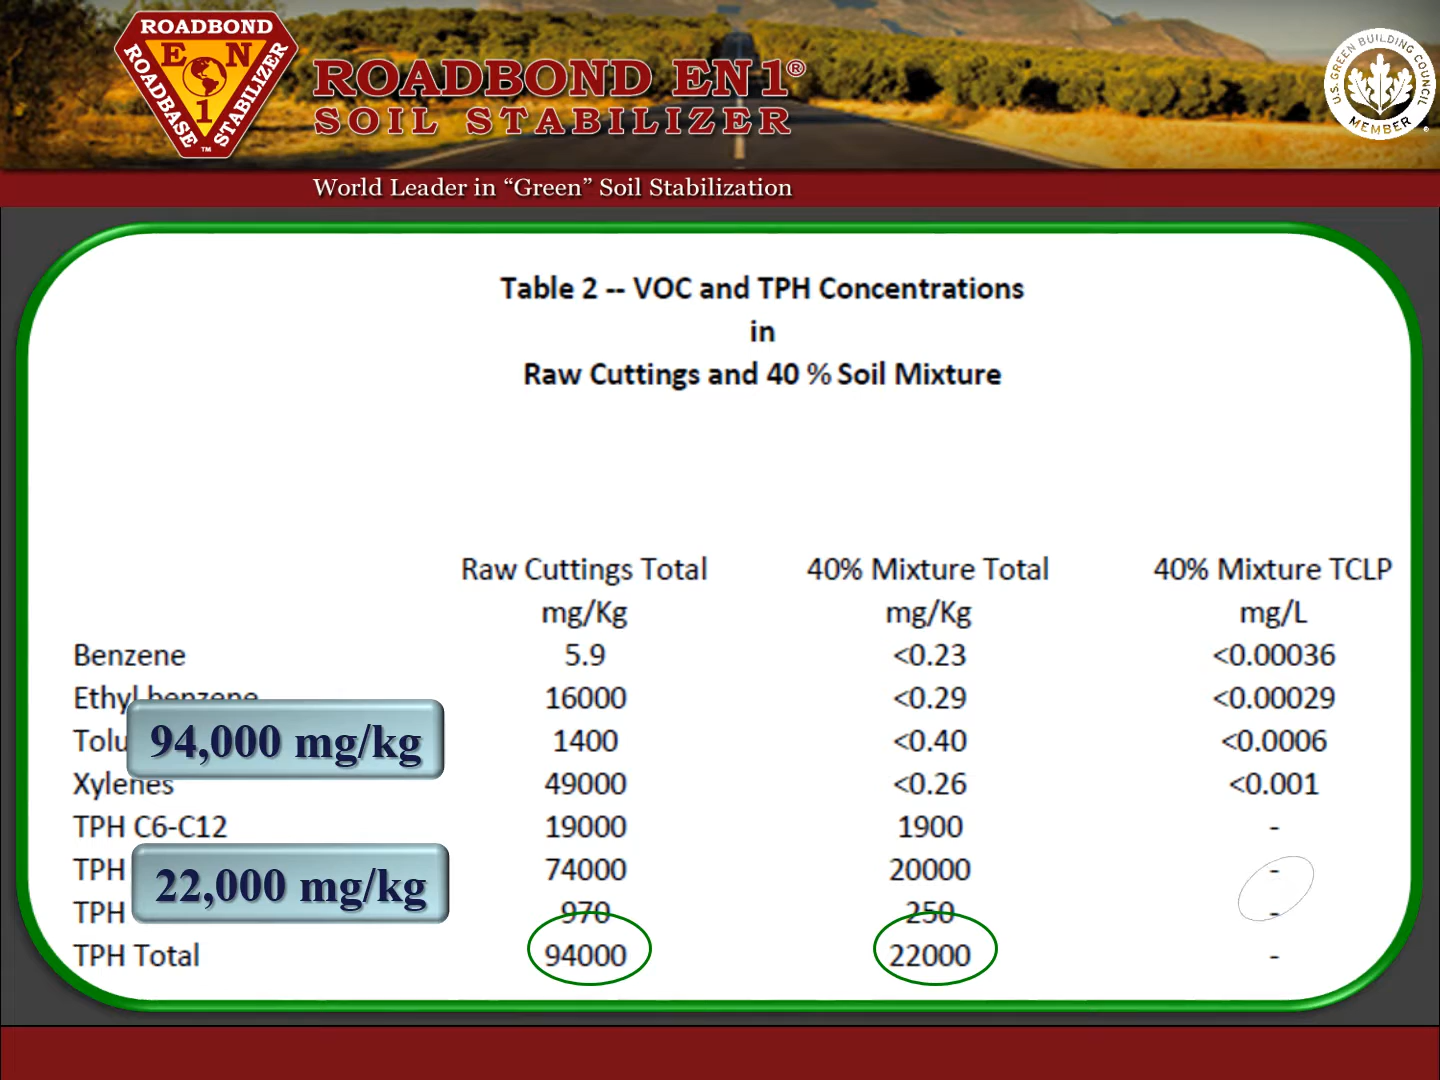 ROADBOND
E N
1
ROADBASE
STABILIZER
™
ROADBOND EN1®
SOIL STABILIZER
U.S. GREEN BUILDING COUNCIL
MEMBER
®
World Leader in “Green” Soil Stabilization
Table 2 -- VOC and TPH Concentrations
in
Raw Cuttings and 40 % Soil Mixture
Raw Cuttings Total 40% Mixture Total 40% Mixture TCLP
mg/Kg mg/Kg mg/L
Benzene 5.9 <0.23 <0.00036
Ethyl benzene 16000 <0.29 <0.00029
Tolu 1400 <0.40 <0.0006
94,000 mg/kg
Xylenes 49000 <0.26 <0.001
TPH C6-C12 19000 1900 -
TPH 74000 20000 -
22,000 mg/kg
TPH 970 250 -
TPH Total 94000 22000 -